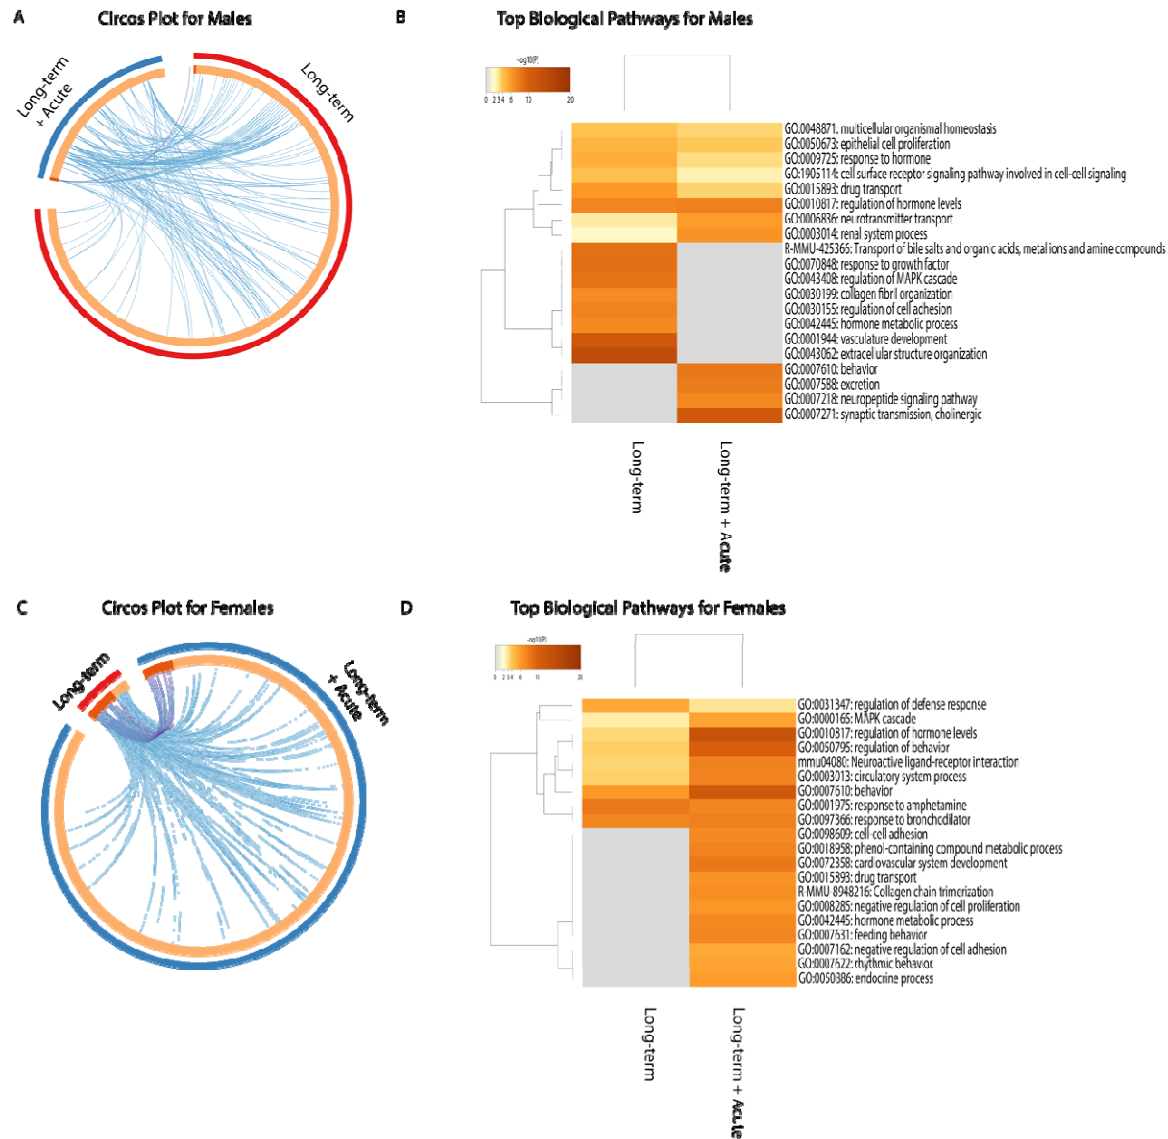 A
Circos Plot for Males
B
Top Biological Pathways for Males
Long-term
+ Acute
Long-term
-og10(P)
0 2 3 4 6 10 20
GO:0048871: multicellular organismal homeostasis
GO:0050673: epithelial cell proliferation
GO:0009725: response to hormone
GO:1905114: cell surface receptor signaling pathway involved in cell-cell signaling
GO:0015893: drug transport
GO:0010817: regulation of hormone levels
GO:0006836: neurotransmitter transport
GO:0003014: renal system process
R-MMU-425366: Transport of bile salts and organic acids, metal ions and amine compounds
GO:0070848: response to growth factor
GO:0043408: regulation of MAPK cascade
GO:0030199: collagen fibril organization
GO:0030155: regulation of cell adhesion
GO:0042445: hormone metabolic process
GO:0001944: vasculature development
GO:0043062: extracellular structure organization
GO:0007610: behavior
GO:0007588: excretion
GO:0007218: neuropeptide signaling pathway
GO:0007271: synaptic transmission, cholinergic
Long-term
Long-term + Acute
C
Circos Plot for Females
D
Top Biological Pathways for Females
Long-term
Long-term
+ Acute
0 2 3 4 6 10 20
GO:0031347: regulation of defense response
GO:0000165: MAPK cascade
GO:0010817: regulation of hormone levels
GO:0050795: regulation of behavior
mmu04080: Neuroactive ligand-receptor interaction
GO:0003013: circulatory system process
GO:0007610: behavior
GO:0001975: response to amphetamine
GO:0097366: response to bronchodilator
GO:0098609: cell-cell adhesion
GO:0018958: phenol-containing compound metabolic process
GO:0072358: cardiovascular system development
GO:0015893: drug transport
R-MMU-8948216: Collagen chain trimerization
GO:0008285: negative regulation of cell proliferation
GO:0042445: hormone metabolic process
GO:0007631: feeding behavior
GO:0007162: negative regulation of cell adhesion
GO:0007622: rhythmic behavior
GO:0050886: endocrine process
Long-term
Long-term + Acute